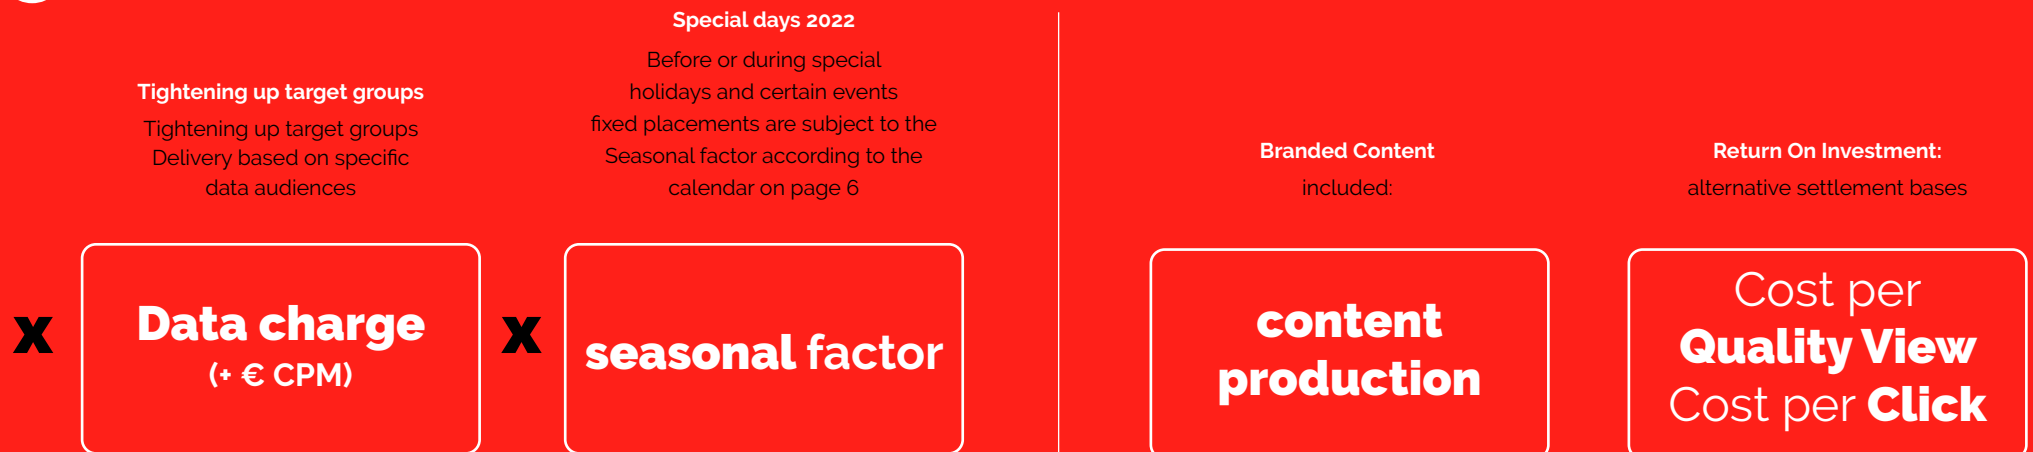 Tightening up target groups
Tightening up target groups
Delivery based on specific
data audiences
x
Data charge
(+ € CPM)
Special days 2022
Before or during special
holidays and certain events
fixed placements are subject to the
Seasonal factor according to the
calendar on page 6
x
seasonal factor
Branded Content
included:
content
production
Return On Investment:
alternative settlement bases
Cost per
Quality View
Cost per Click